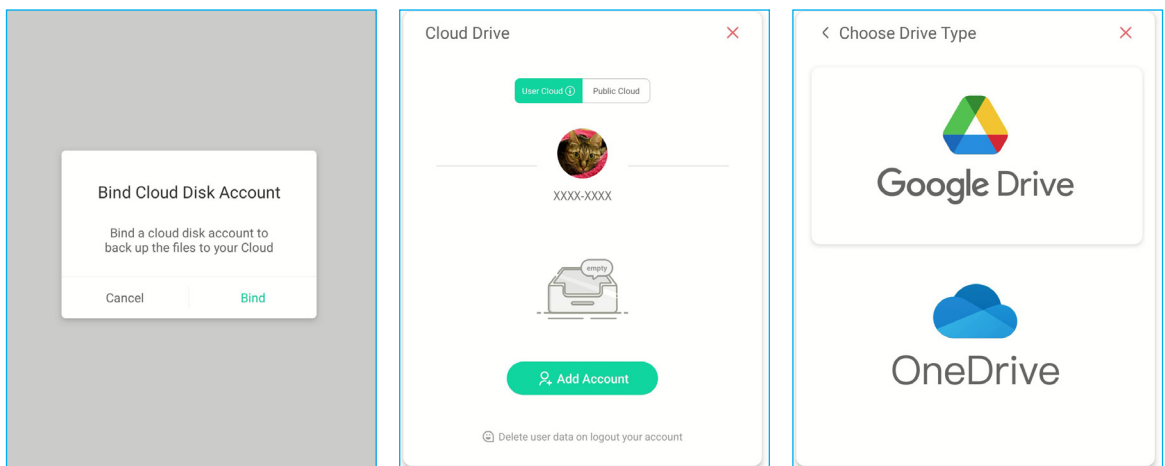 Bind Cloud Disk Account
Bind a cloud disk account to
back up the files to your Cloud
Cancel Bind
Cloud Drive
User Cloud Public Cloud
XXXX-XXXX
empty
Add Account
Delete user data on logout your account
Choose Drive Type
Google Drive
OneDrive